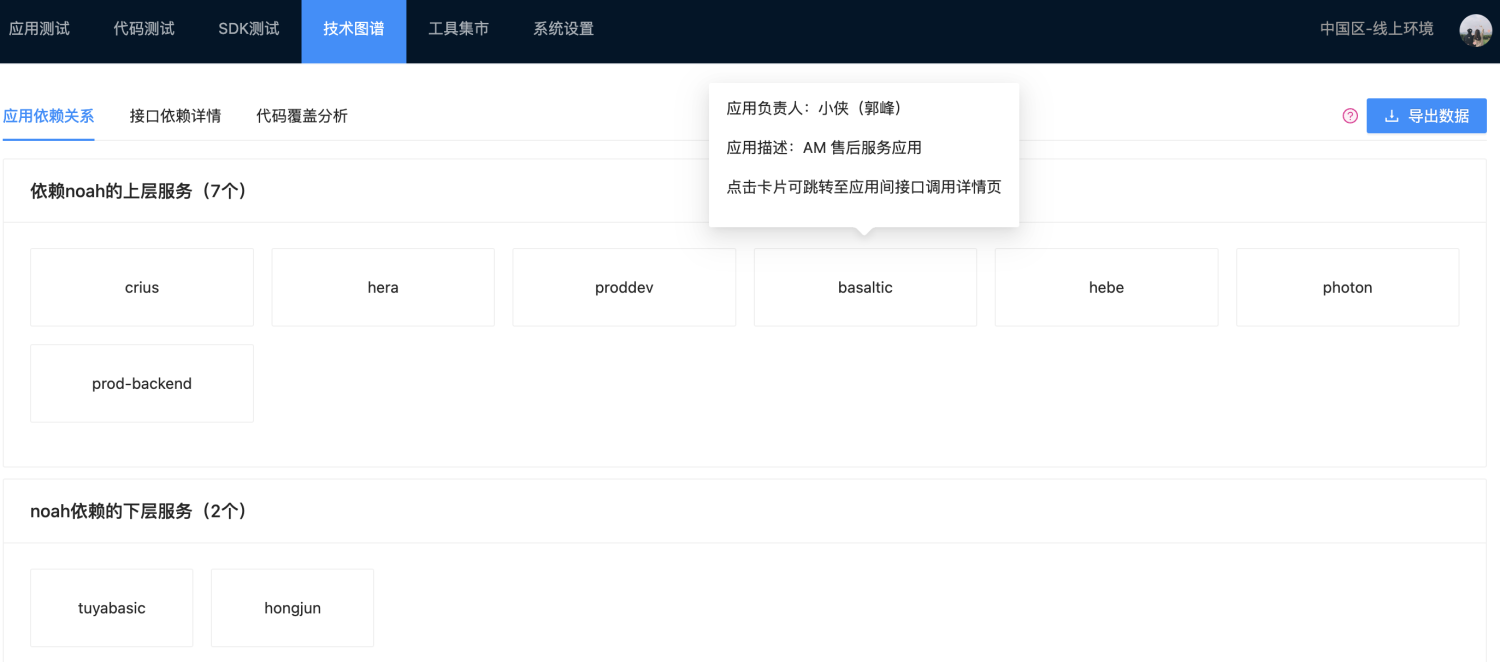 应用测试 代码测试 SDK测试 技术图谱 工具集市 系统设置 中国区-线上环境
应用依赖关系 接口依赖详情 代码覆盖分析 导出数据
应用负责人：小侠（郭峰）
应用描述：AM 售后服务应用
点击卡片可跳转至应用间接口调用详情页
依赖noah的上层服务（7个）
crius hera proddev basaltic hebe photon
prod-backend
noah依赖的下层服务（2个）
tuyabasic hongjun